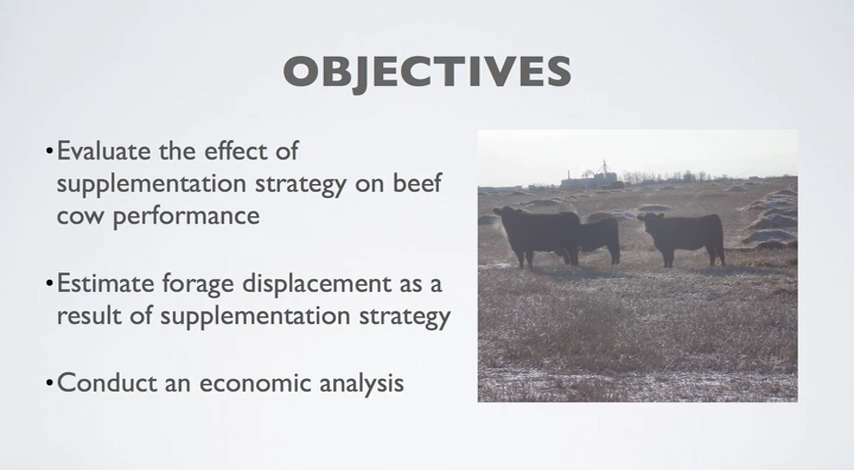 OBJECTIVES
•Evaluate the effect of
supplementation strategy on beef
cow performance
•Estimate forage displacement as a
result of supplementation strategy
•Conduct an economic analysis